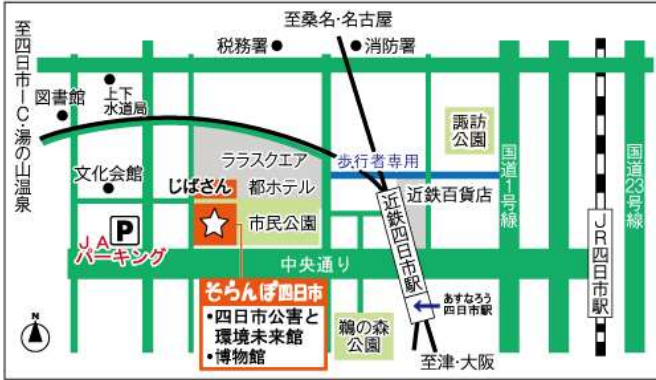 至桑名・名古屋
税務署
消防署
至四日市IC・湯の山温泉
図書館
上下
水道局
諏訪
公園
ララスクエア
歩行者専用
国道1号線
国道23号線
文化会館
じばさん
都ホテル
近鉄百貨店
P
JA
パーキング
市民公園
近鉄四日市駅
JR四日市駅
中央通り
そらんぽ四日市
・四日市公害と
環境未来館
・博物館
あすなろう
四日市駅
鵜の森
公園
N
至津・大阪